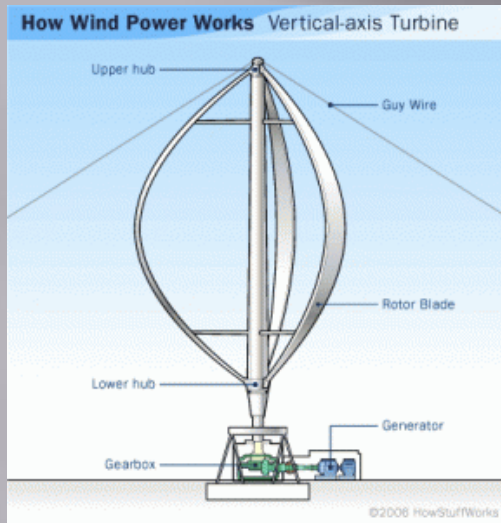 How Wind Power Works Vertical-axis Turbine
Upper hub
Guy Wire
Rotor Blade
Lower hub
Generator
Gearbox
©2006 HowStuffWorks